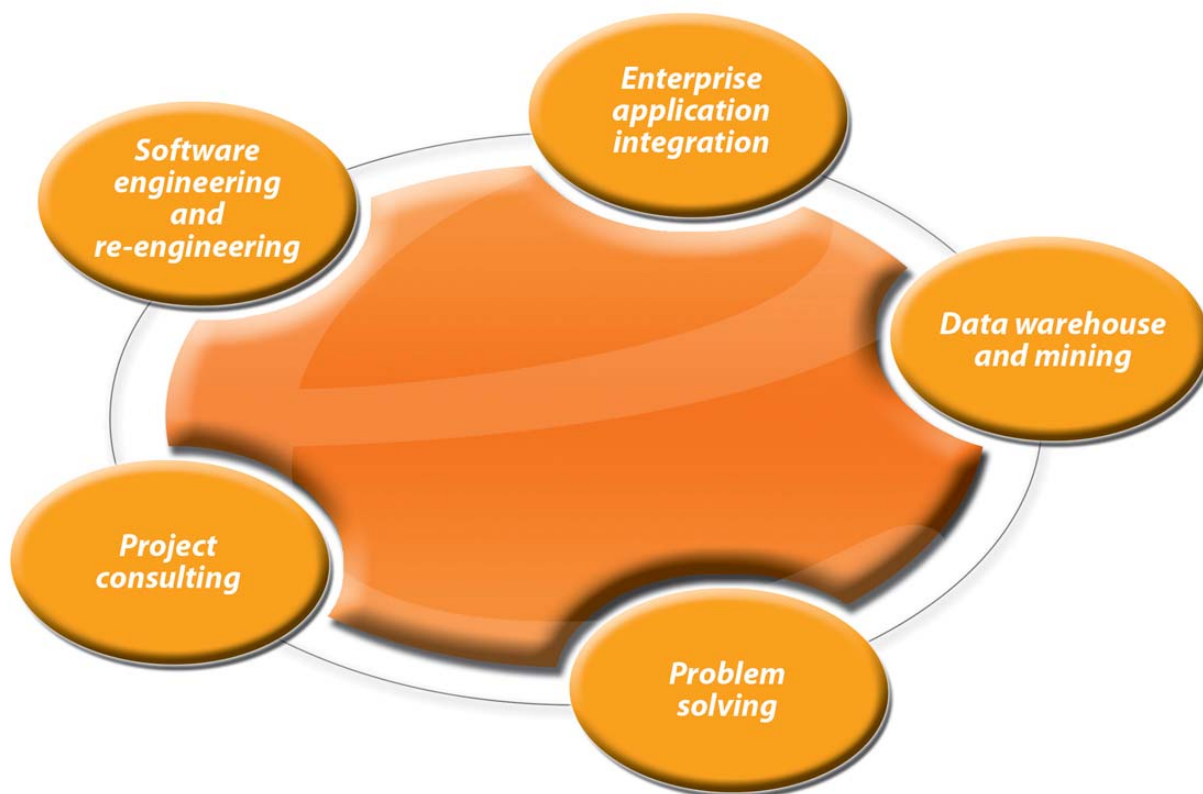 Enterprise
application
integration
Software
engineering
and
re-engineering
Data warehouse
and mining
Project
consulting
Problem
solving